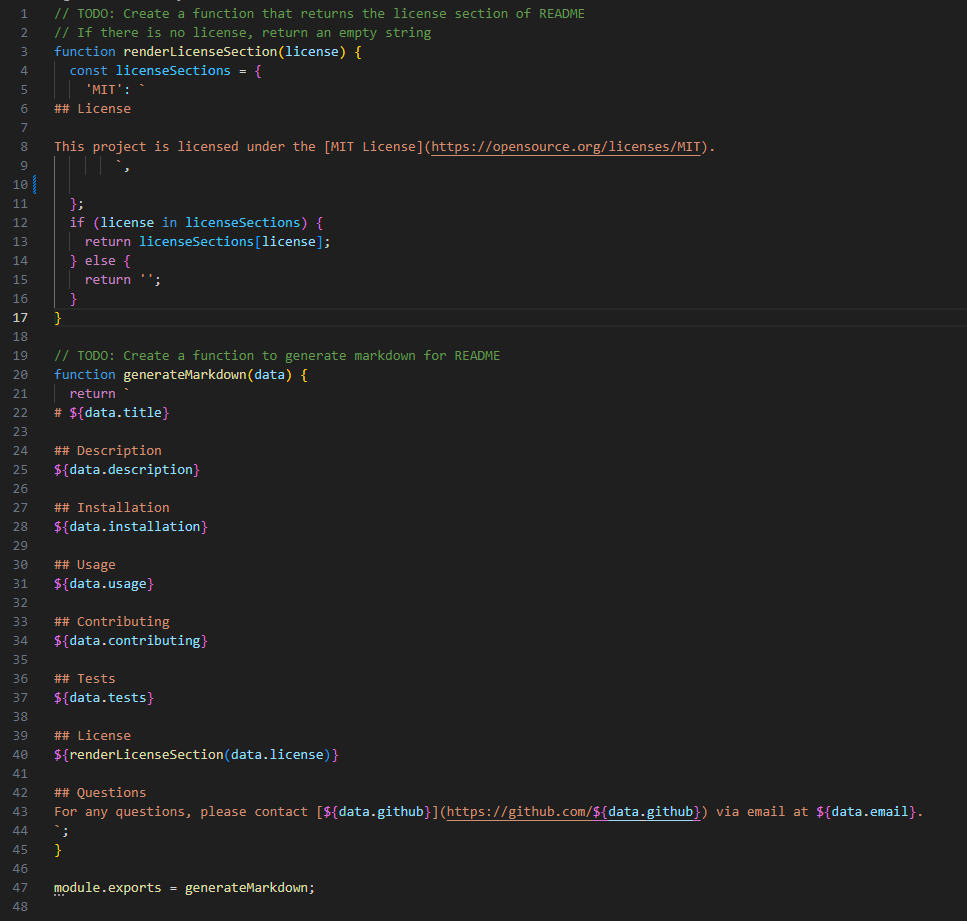 1 // TODO: Create a function that returns the license section of README
2 // If there is no license, return an empty string
3 function renderLicenseSection(license) {
4   const licenseSections = {
5     'MIT': `
6 ## License
7
8 This project is licensed under the [MIT License](https://opensource.org/licenses/MIT).
9         `,
10
11   };
12   if (license in licenseSections) {
13     return licenseSections[license];
14   } else {
15     return '';
16   }
17 }
18
19 // TODO: Create a function to generate markdown for README
20 function generateMarkdown(data) {
21   return `
22 # ${data.title}
23
24 ## Description
25 ${data.description}
26
27 ## Installation
28 ${data.installation}
29
30 ## Usage
31 ${data.usage}
32
33 ## Contributing
34 ${data.contributing}
35
36 ## Tests
37 ${data.tests}
38
39 ## License
40 ${renderLicenseSection(data.license)}
41
42 ## Questions
43 For any questions, please contact [${data.github}](https://github.com/${data.github}) via email at ${data.email}.
44 `;
45 }
46
47 module.exports = generateMarkdown;
48